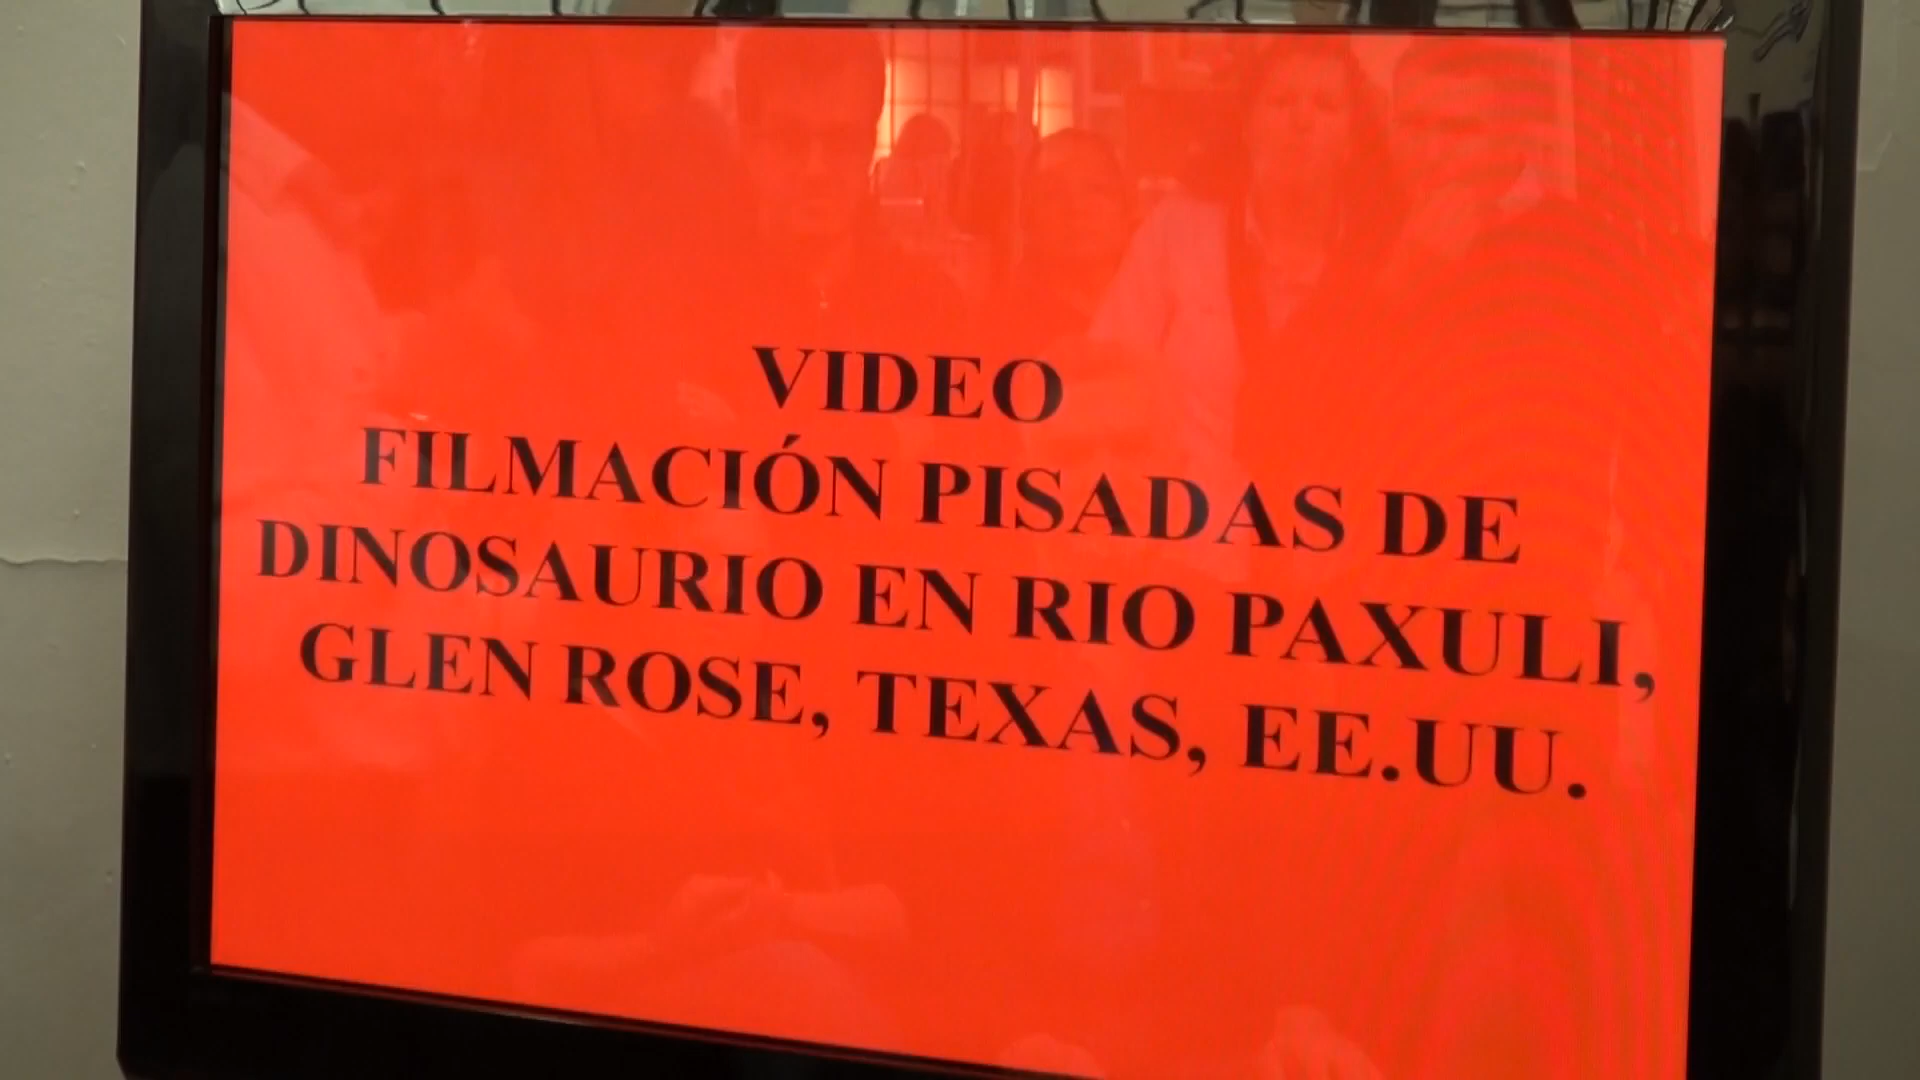 VIDEO
FILMACIÓN PISADAS DE
DINOSAURIO EN RIO PAXULI,
GLEN ROSE, TEXAS, EE.UU.